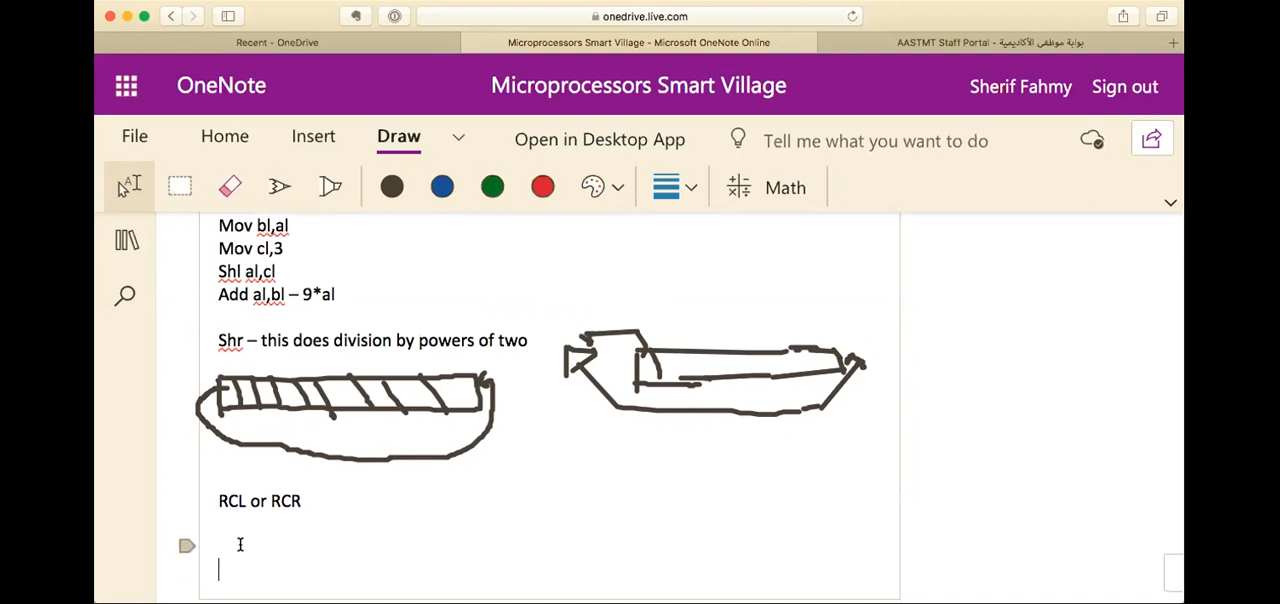 onedrive.live.com
Recent - OneDrive
Microprocessors Smart Village - Microsoft OneNote Online
AASTMT Staff Portal - بوابة موظفى الأكاديمية
OneNote
Microprocessors Smart Village
Sherif Fahmy
Sign out
File
Home
Insert
Draw
Open in Desktop App
Tell me what you want to do
Math
Mov bl,al
Mov cl,3
Shl al,cl
Add al,bl – 9*al
Shr – this does division by powers of two
RCL or RCR